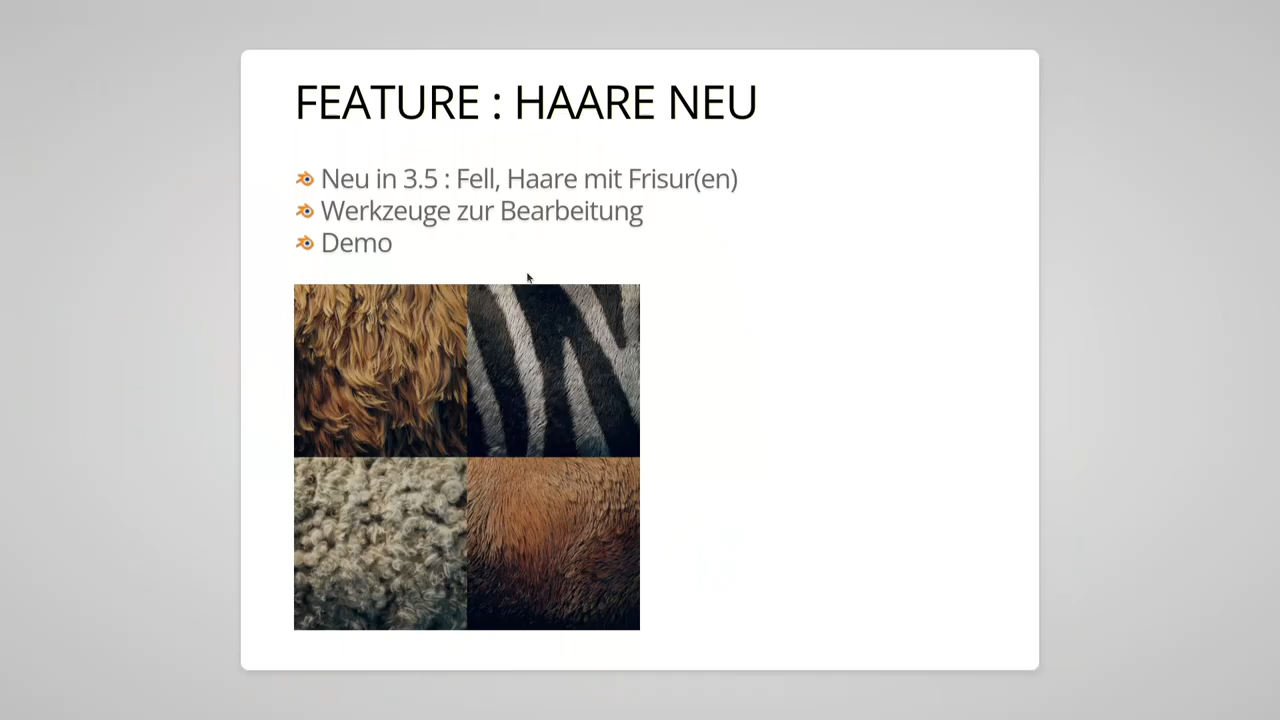 FEATURE : HAARE NEU
Neu in 3.5 : Fell, Haare mit Frisur(en)
Werkzeuge zur Bearbeitung
Demo